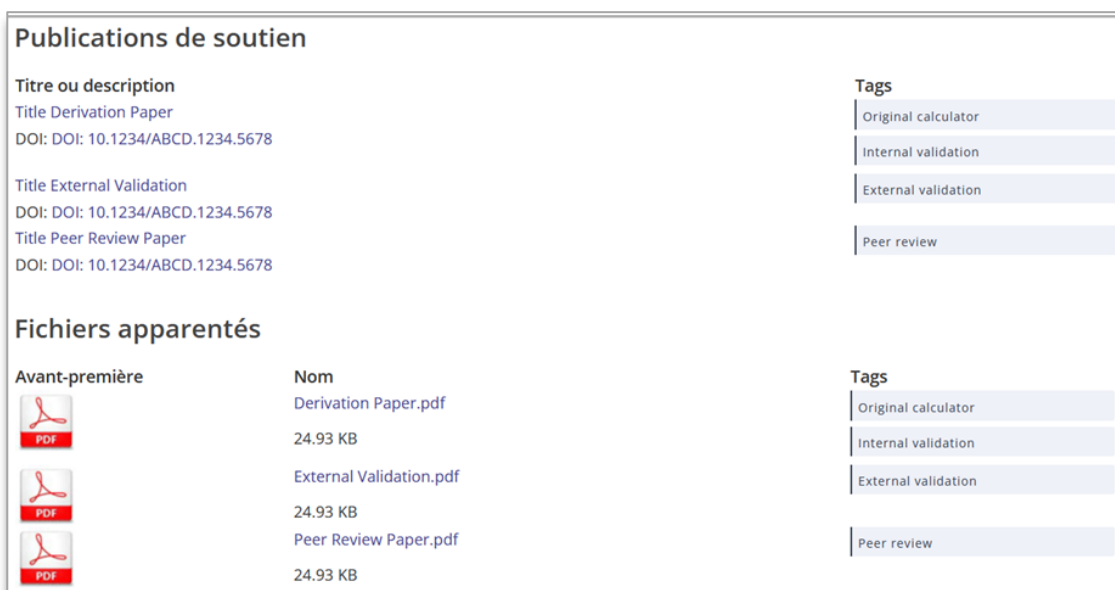 Publications de soutien
Titre ou description Tags
Title Derivation Paper Original calculator
DOI: DOI: 10.1234/ABCD.1234.5678
Internal validation
Title External Validation External validation
DOI: DOI: 10.1234/ABCD.1234.5678
Title Peer Review Paper Peer review
DOI: DOI: 10.1234/ABCD.1234.5678
Fichiers apparentés
Avant-première Nom Tags
PDF Derivation Paper.pdf Original calculator
24.93 KB Internal validation
PDF External Validation.pdf External validation
24.93 KB
PDF Peer Review Paper.pdf Peer review
24.93 KB